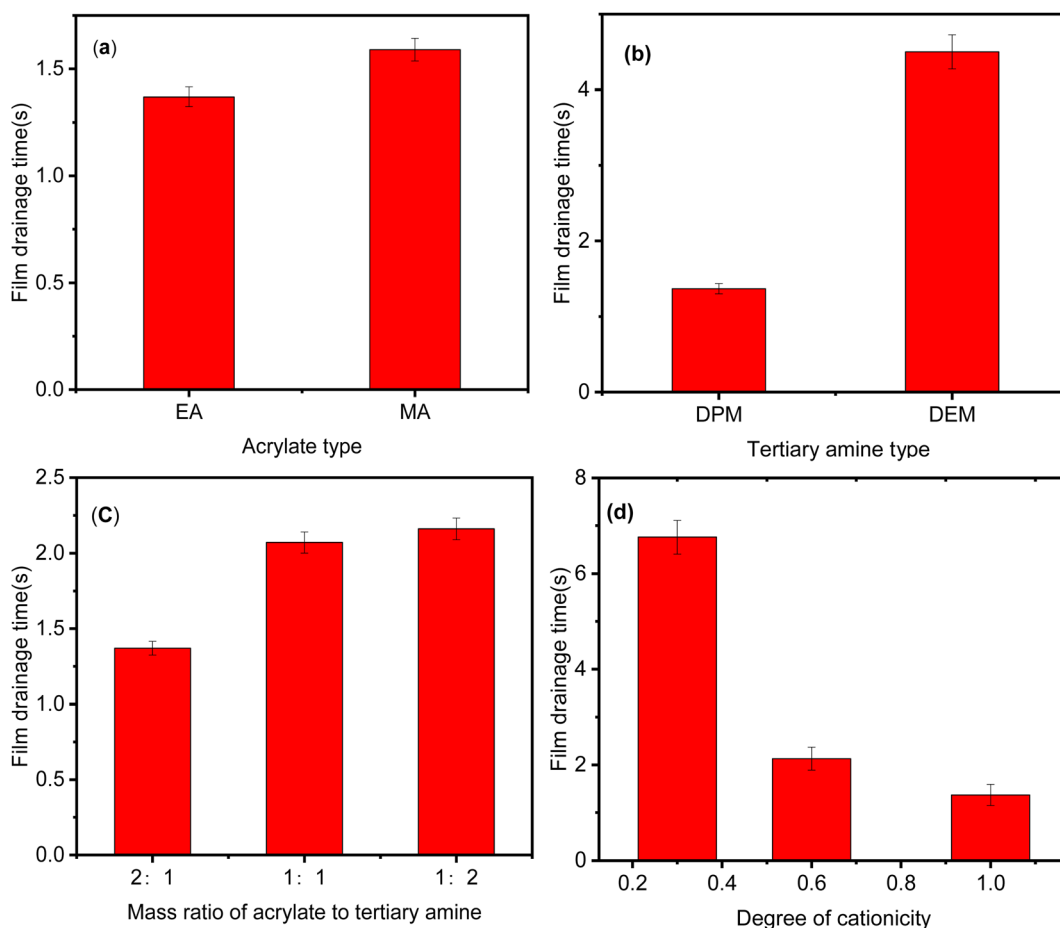 (a)
Film drainage time(s)
1.5
1.0
0.5
0.0
EA MA
Acrylate type
(b)
Film drainage time(s)
4
2
0
DPM DEM
Tertiary amine type
(C)
Film drainage time(s)
2.5
2.0
1.5
1.0
0.5
0.0
2: 1 1: 1 1: 2
Mass ratio of acrylate to tertiary amine
(d)
Film drainage time(s)
8
6
4
2
0
0.2 0.4 0.6 0.8 1.0
Degree of cationicity